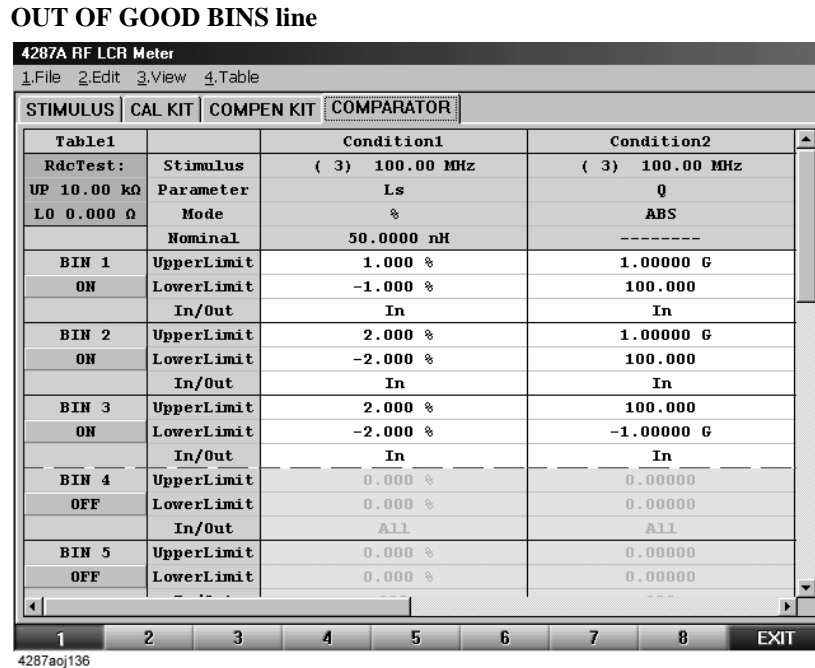 OUT OF GOOD BINS line
4287A RF LCR Meter
1.File 2.Edit 3.View 4.Table
STIMULUS CAL KIT COMPEN KIT COMPARATOR
Table1 Condition1 Condition2
RdcTest: Stimulus ( 3) 100.00 MHz ( 3) 100.00 MHz
UP 10.00 kΩ Parameter Ls Q
LO 0.000 Ω Mode % ABS
Nominal 50.0000 nH --------
BIN 1 UpperLimit 1.000 % 1.00000 G
ON LowerLimit -1.000 % 100.000
In/Out In In
BIN 2 UpperLimit 2.000 % 1.00000 G
ON LowerLimit -2.000 % 100.000
In/Out In In
BIN 3 UpperLimit 2.000 % 100.000
ON LowerLimit -2.000 % -1.00000 G
In/Out In In
BIN 4 UpperLimit 0.000 % 0.00000
OFF LowerLimit 0.000 % 0.00000
In/Out All All
BIN 5 UpperLimit 0.000 % 0.00000
OFF LowerLimit 0.000 % 0.00000
1 2 3 4 5 6 7 8 EXIT
4287aoj136